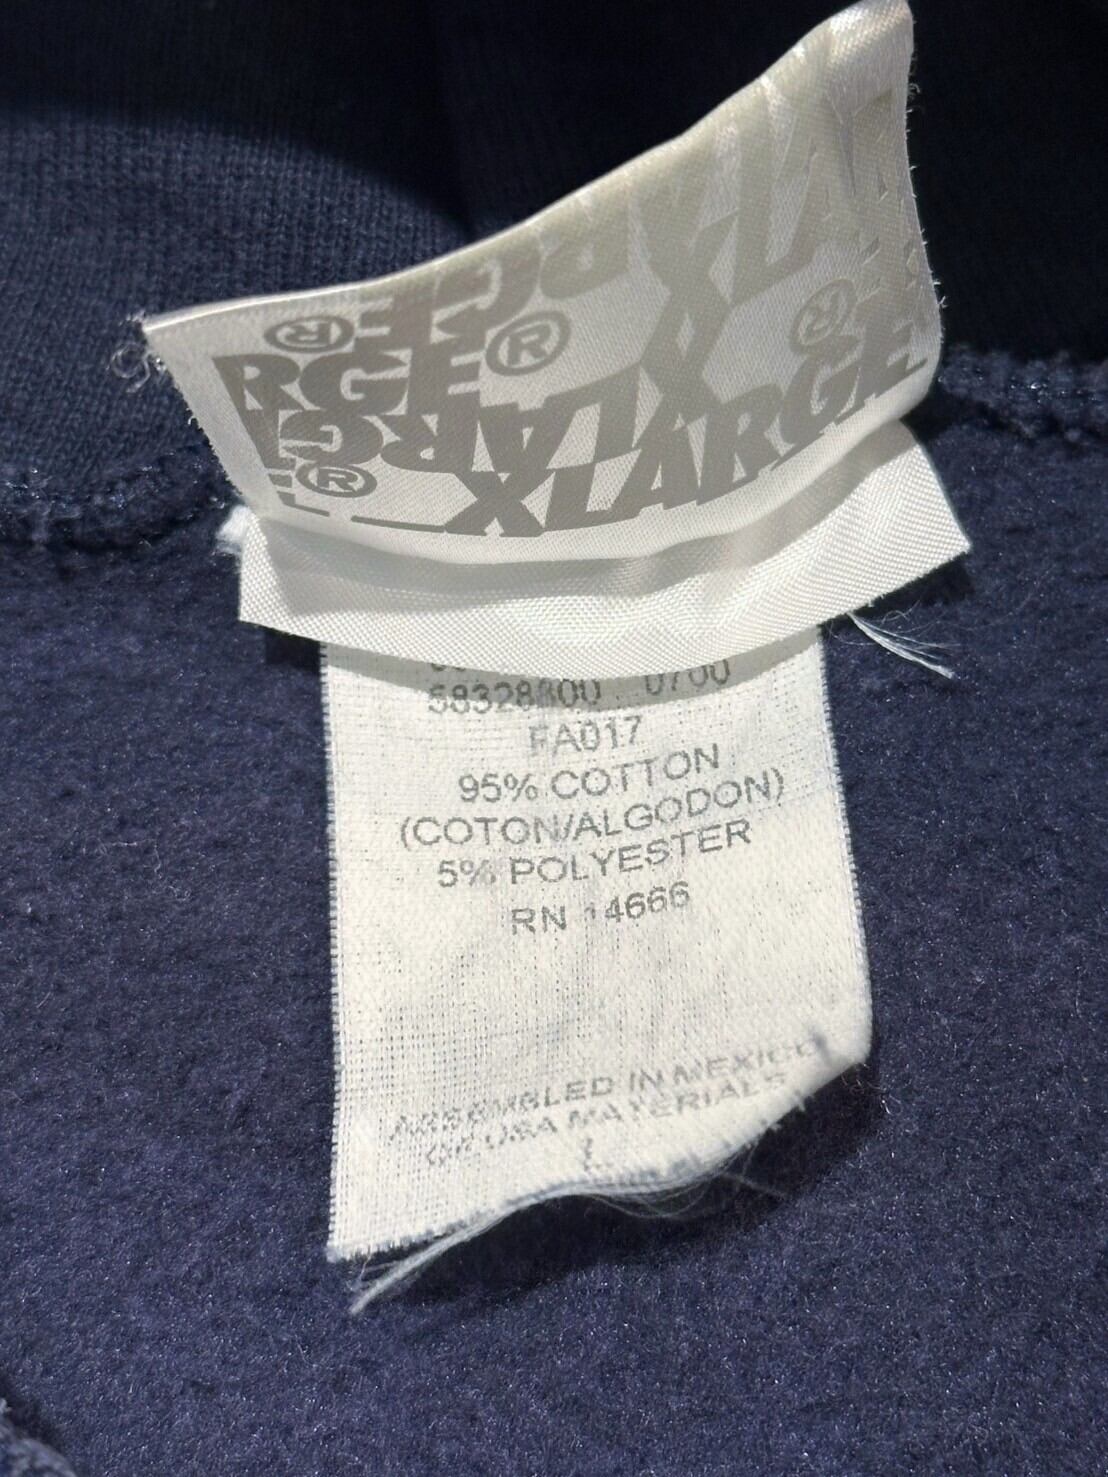 RGE®
XLARGE
XLARGE
®
58328800 0700
FA017
95% COTTON
(COTON/ALGODON)
5% POLYESTER
RN 14666
ASSEMBLED IN MEXICO
OF USA MATERIALS
L